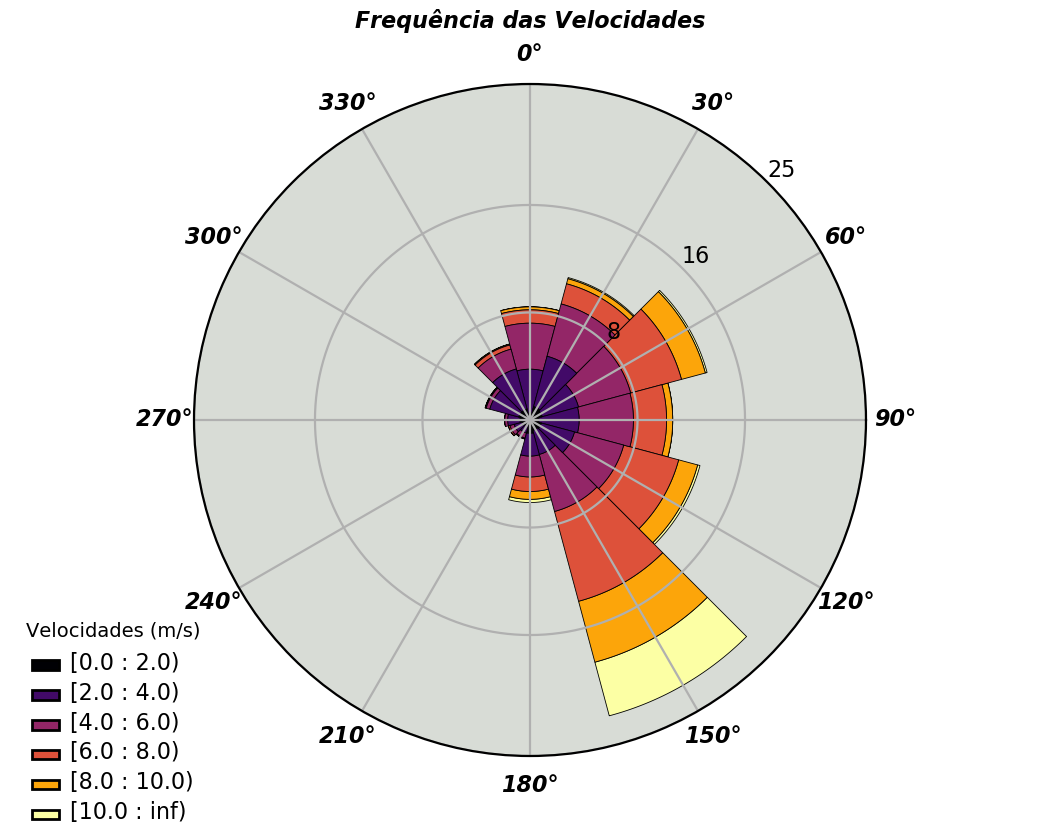 Frequência das Velocidades
0°
330°
30°
25
300°
60°
16
8
270°
90°
240°
120°
210°
150°
180°
Velocidades (m/s)
[0.0 : 2.0)
[2.0 : 4.0)
[4.0 : 6.0)
[6.0 : 8.0)
[8.0 : 10.0)
[10.0 : inf)